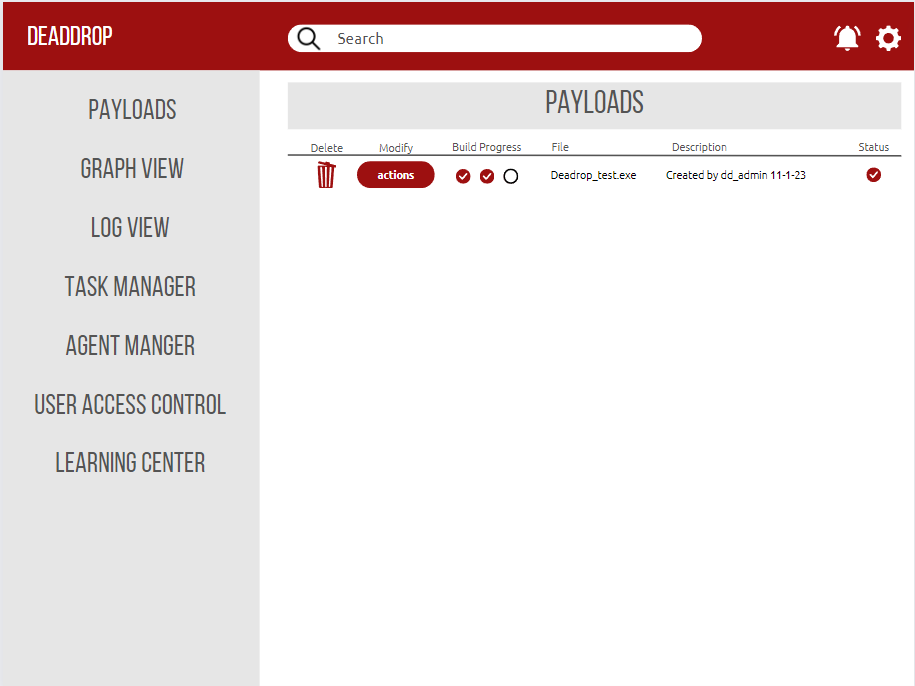 DEADDROP
Search
PAYLOADS
GRAPH VIEW
LOG VIEW
TASK MANAGER
AGENT MANGER
USER ACCESS CONTROL
LEARNING CENTER
PAYLOADS
Delete Modify Build Progress File Description Status
actions Deadrop_test.exe Created by dd_admin 11-1-23